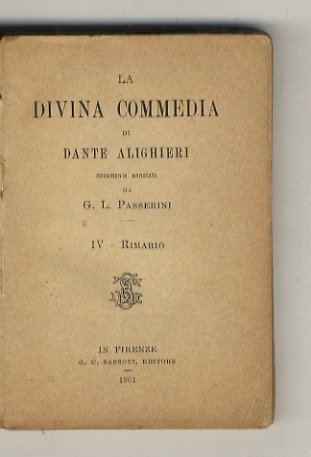 LA
DIVINA COMMEDIA
DI
DANTE ALIGHIERI
novamente annotata
DA
G. L. PASSERINI
IV - RIMARIO
IN FIRENZE
G. C. SANSONI, EDITORE
1901